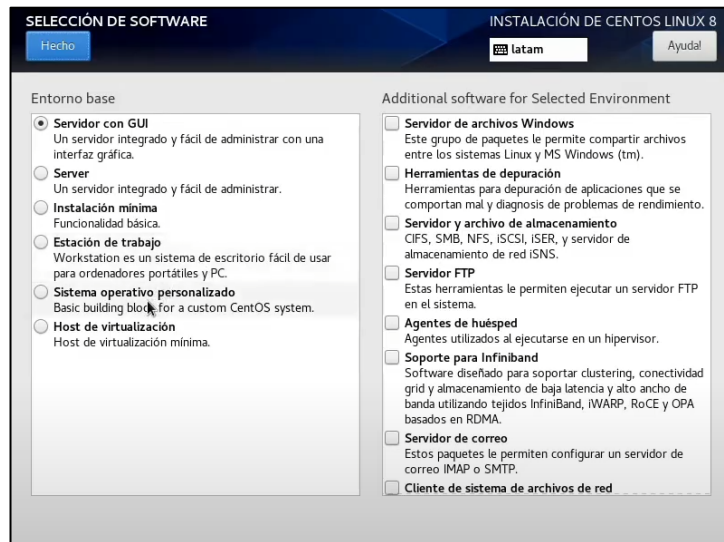 SELECCIÓN DE SOFTWARE
Hecho
INSTALACIÓN DE CENTOS LINUX 8
latam
Ayuda!
Entorno base
Servidor con GUI
Un servidor integrado y fácil de administrar con una
interfaz gráfica.
Server
Un servidor integrado y fácil de administrar.
Instalación mínima
Funcionalidad básica.
Estación de trabajo
Workstation es un sistema de escritorio fácil de usar
para ordenadores portátiles y PC.
Sistema operativo personalizado
Basic building block for a custom CentOS system.
Host de virtualización
Host de virtualización mínima.
Additional software for Selected Environment
Servidor de archivos Windows
Este grupo de paquetes le permite compartir archivos
entre los sistemas Linux y MS Windows (tm).
Herramientas de depuración
Herramientas para depuración de aplicaciones que se
comportan mal y diagnosis de problemas de rendimiento.
Servidor y archivo de almacenamiento
CIFS, SMB, NFS, iSCSI, iSER, y servidor de
almacenamiento de red iSNS.
Servidor FTP
Estas herramientas le permiten ejecutar un servidor FTP
en el sistema.
Agentes de huésped
Agentes utilizados al ejecutarse en un hipervisor.
Soporte para Infiniband
Software diseñado para soportar clustering, conectividad
grid y almacenamiento de baja latencia y alto ancho de
banda utilizando tejidos InfiniBand, iWARP, RoCE y OPA
basados en RDMA.
Servidor de correo
Estos paquetes le permiten configurar un servidor de
correo IMAP o SMTP.
Cliente de sistema de archivos de red